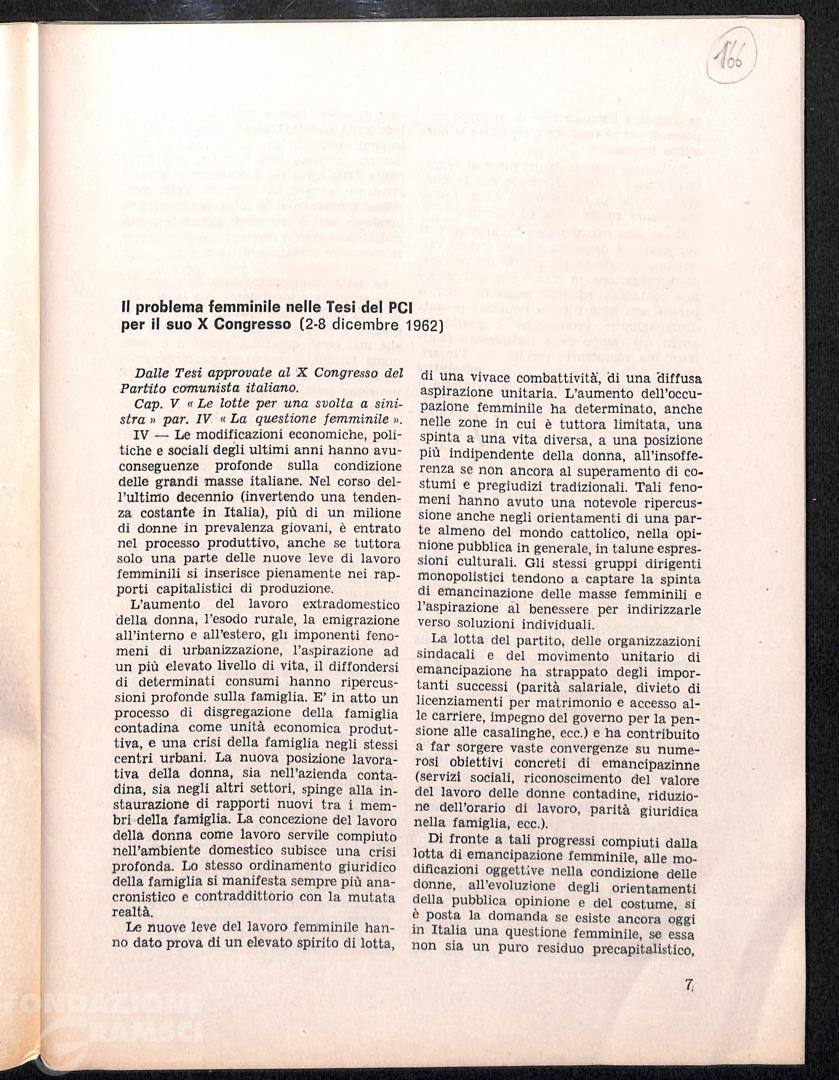 166
Il problema femminile nelle Tesi del PCI
per il suo X Congresso (2-8 dicembre 1962)
Dalle Tesi approvate al X Congresso del
Partito comunista italiano.
Cap. V « Le lotte per una svolta a sini-
stra » par. IV « La questione femminile ».
IV — Le modificazioni economiche, poli-
tiche e sociali degli ultimi anni hanno avu-
conseguenze profonde sulla condizione
delle grandi masse italiane. Nel corso del-
l'ultimo decennio (invertendo una tenden-
za costante in Italia), più di un milione
di donne in prevalenza giovani, è entrato
nel processo produttivo, anche se tuttora
solo una parte delle nuove leve di lavoro
femminili si inserisce pienamente nei rap-
porti capitalistici di produzione.
L'aumento del lavoro extradomestico
della donna, l'esodo rurale, la emigrazione
all'interno e all'estero, gli imponenti feno-
meni di urbanizzazione, l'aspirazione ad
un più elevato livello di vita, il diffondersi
di determinati consumi hanno ripercus-
sioni profonde sulla famiglia. E' in atto un
processo di disgregazione della famiglia
contadina come unità economica produt-
tiva, e una crisi della famiglia negli stessi
centri urbani. La nuova posizione lavora-
tiva della donna, sia nell'azienda conta-
dina, sia negli altri settori, spinge alla in-
staurazione di rapporti nuovi tra i mem-
bri della famiglia. La concezione del lavoro
della donna come lavoro servile compiuto
nell'ambiente domestico subisce una crisi
profonda. Lo stesso ordinamento giuridico
della famiglia si manifesta sempre più ana-
cronistico e contraddittorio con la mutata
realtà.
Le nuove leve del lavoro femminile han-
no dato prova di un elevato spirito di lotta,
di una vivace combattività, di una diffusa
aspirazione unitaria. L'aumento dell'occu-
pazione femminile ha determinato, anche
nelle zone in cui è tuttora limitata, una
spinta a una vita diversa, a una posizione
più indipendente della donna, all'insoffe-
renza se non ancora al superamento di co-
stumi e pregiudizi tradizionali. Tali feno-
meni hanno avuto una notevole ripercus-
sione anche negli orientamenti di una par-
te almeno del mondo cattolico, nella opi-
nione pubblica in generale, in talune espres-
sioni culturali. Gli stessi gruppi dirigenti
monopolistici tendono a captare la spinta
di emancinazione delle masse femminili e
l'aspirazione al benessere per indirizzarle
verso soluzioni individuali.
La lotta del partito, delle organizzazioni
sindacali e del movimento unitario di
emancipazione ha strappato degli impor-
tanti successi (parità salariale, divieto di
licenziamenti per matrimonio e accesso al-
le carriere, impegno del governo per la pen-
sione alle casalinghe, ecc.) e ha contribuito
a far sorgere vaste convergenze su nume-
rosi obiettivi concreti di emancipazinne
(servizi sociali, riconoscimento del valore
del lavoro delle donne contadine, riduzio-
ne dell'orario di lavoro, parità giuridica
nella famiglia, ecc.).
Di fronte a tali progressi compiuti dalla
lotta di emancipazione femminile, alle mo-
dificazioni oggettive nella condizione delle
donne, all'evoluzione degli orientamenti
della pubblica opinione e del costume, si
è posta la domanda se esiste ancora oggi
in Italia una questione femminile, se essa
non sia un puro residuo precapitalistico,
7
FONDAZIONE
GRAMSCI